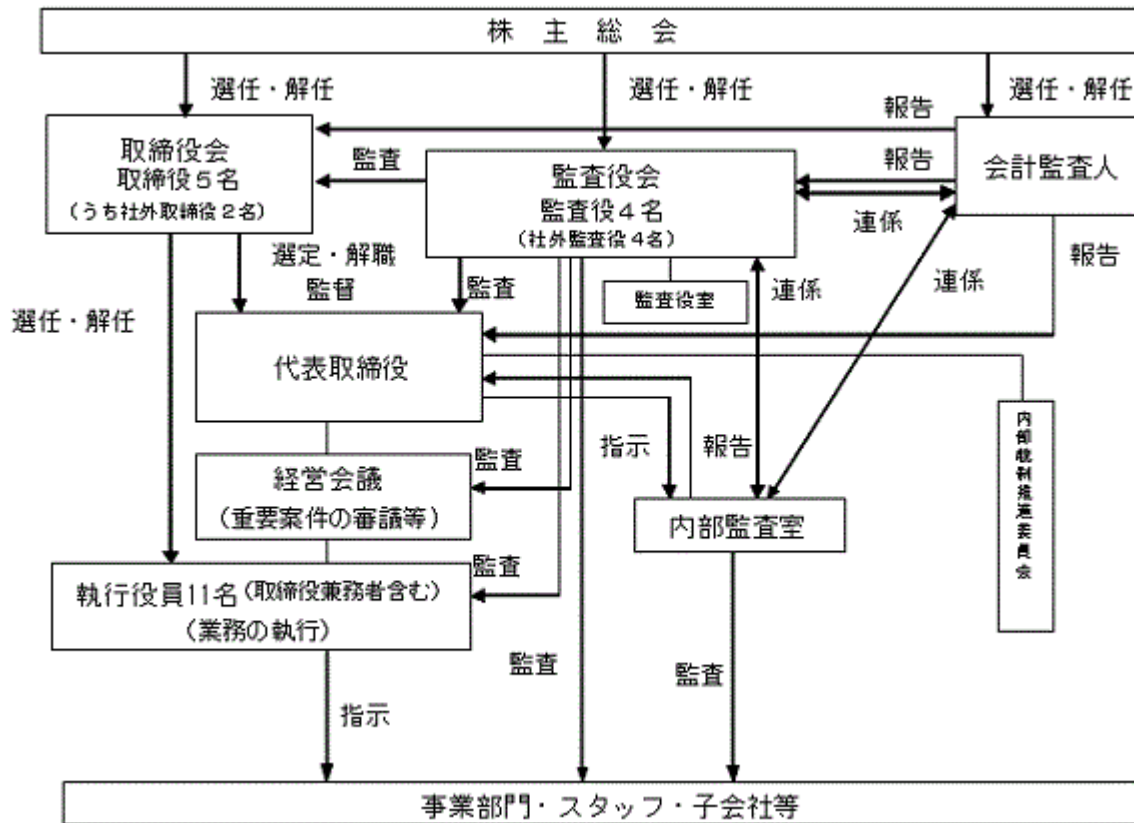 株主総会
選任・解任
選任・解任
選任・解任
報告
取締役会
取締役5名
(うち社外取締役2名)
監査
監査役会
監査役4名
(社外監査役4名)
報告
会計監査人
連係
選定・解職
監督
監査
監査役室
連係
連係
報告
選任・解任
代表取締役
内部統制推進委員会
監査
指示
報告
経営会議
(重要案件の審議等)
内部監査室
監査
執行役員11名(取締役兼務者含む)
(業務の執行)
監査
監査
指示
事業部門・スタッフ・子会社等